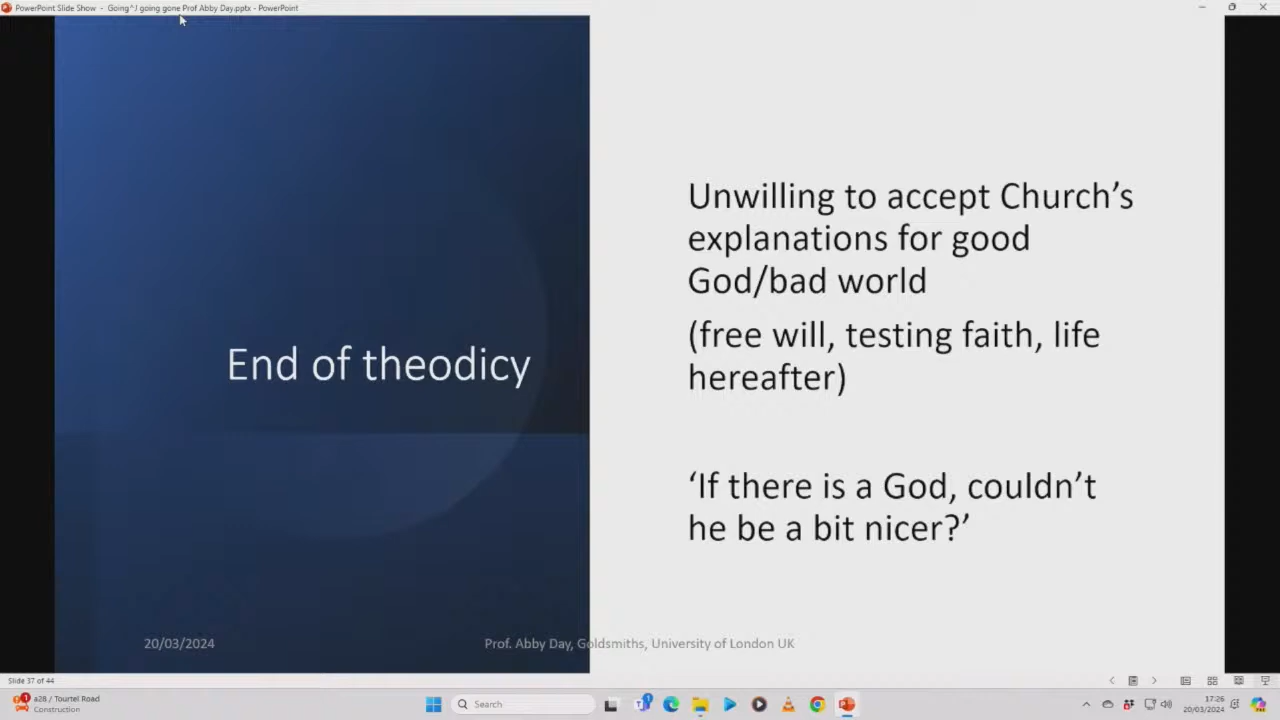 PowerPoint Slide Show - Going^J going gone Prof Abby Day.pptx - PowerPoint
End of theodicy
Unwilling to accept Church’s
explanations for good
God/bad world
(free will, testing faith, life
hereafter)
‘If there is a God, couldn’t
he be a bit nicer?’
20/03/2024
Prof. Abby Day, Goldsmiths, University of London UK
Slide 37 of 44
1
a28 / Tourtel Road
Construction
Search
1
17:26
20/03/2024